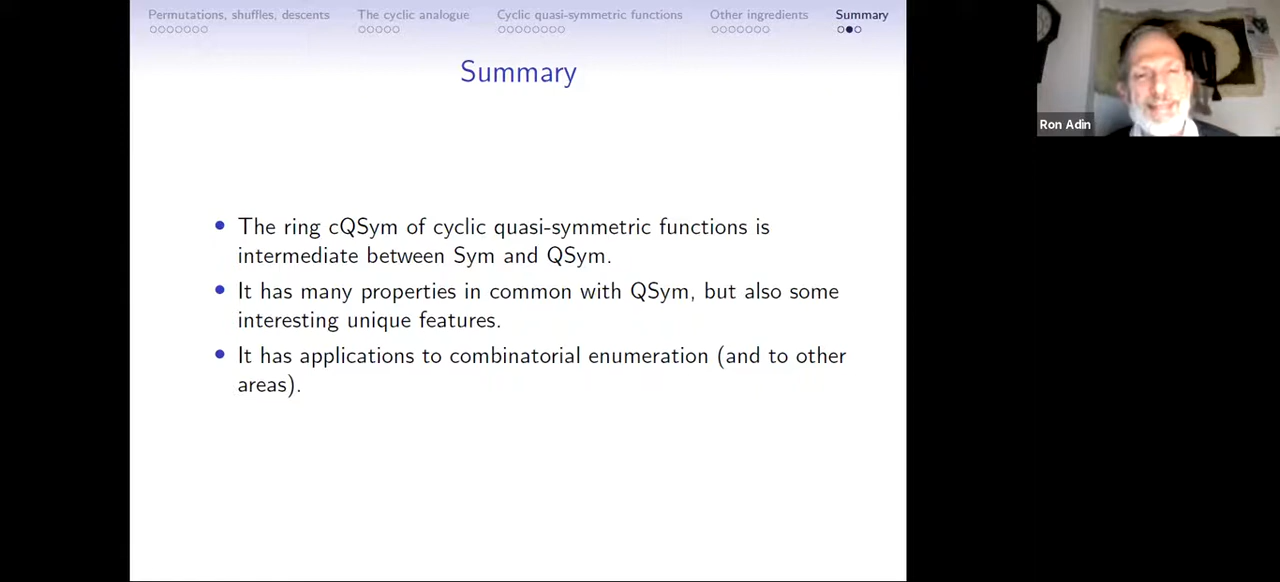 Permutations, shuffles, descents The cyclic analogue Cyclic quasi-symmetric functions Other ingredients Summary
Summary
Ron Adin
• The ring cQSym of cyclic quasi-symmetric functions is
intermediate between Sym and QSym.
• It has many properties in common with QSym, but also some
interesting unique features.
• It has applications to combinatorial enumeration (and to other
areas).